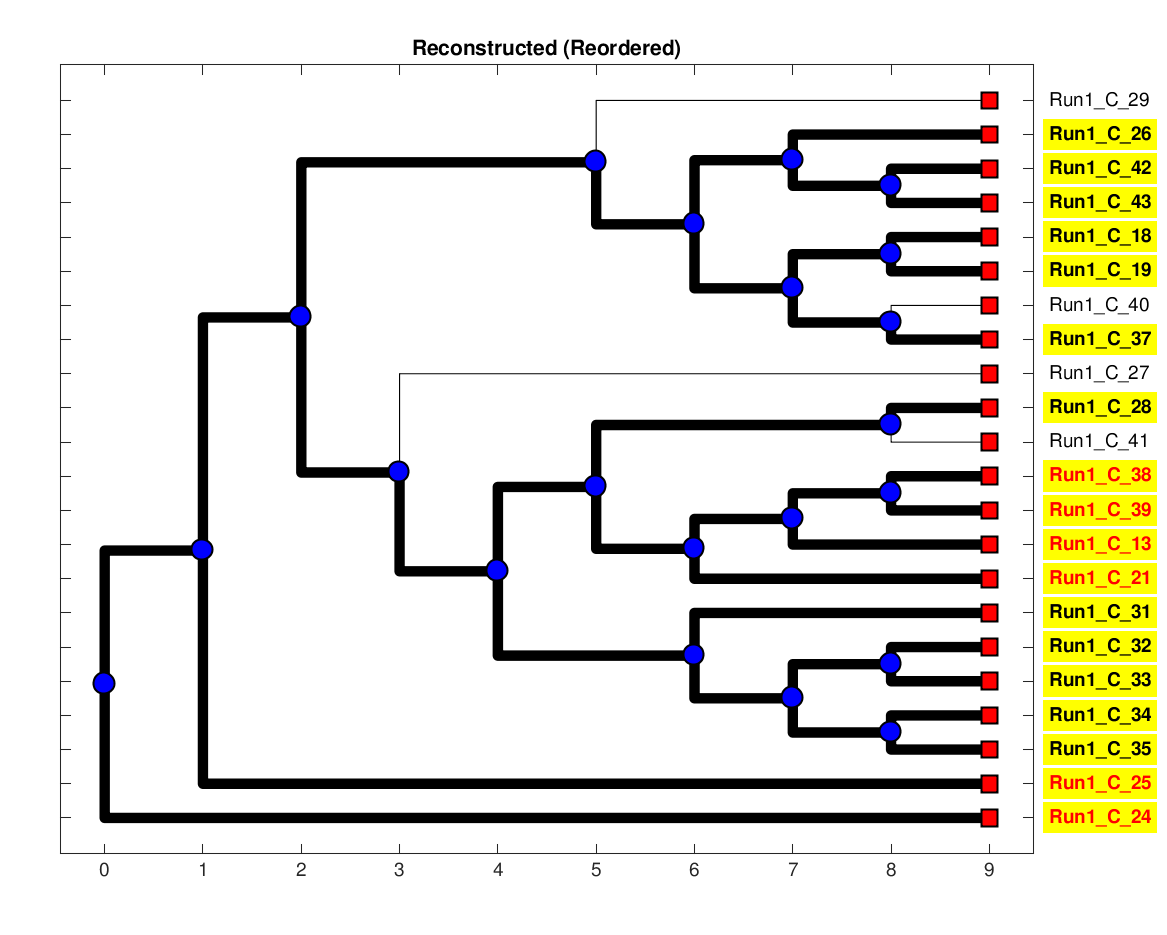 Reconstructed (Reordered)
Run1_C_29
Run1_C_26
Run1_C_42
Run1_C_43
Run1_C_18
Run1_C_19
Run1_C_40
Run1_C_37
Run1_C_27
Run1_C_28
Run1_C_41
Run1_C_38
Run1_C_39
Run1_C_13
Run1_C_21
Run1_C_31
Run1_C_32
Run1_C_33
Run1_C_34
Run1_C_35
Run1_C_25
Run1_C_24
0 1 2 3 4 5 6 7 8 9